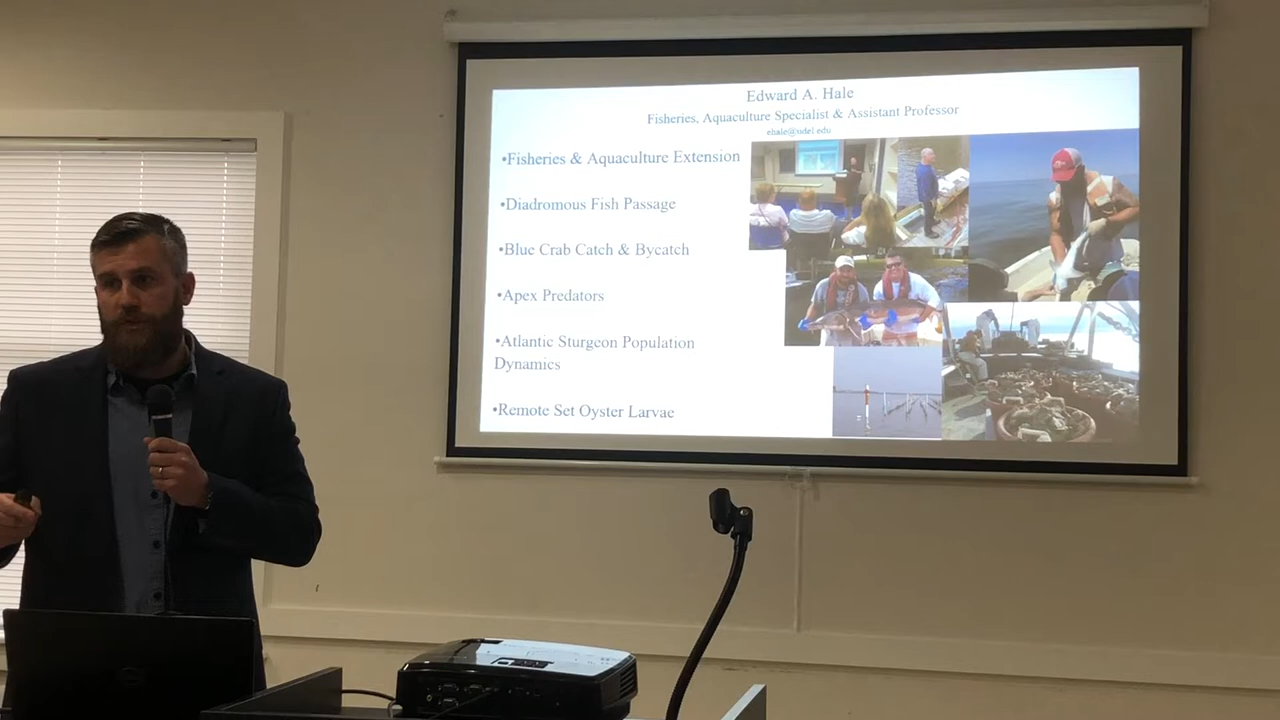 Edward A. Hale
Fisheries, Aquaculture Specialist & Assistant Professor
ehale@udel.edu
•Fisheries & Aquaculture Extension
•Diadromous Fish Passage
•Blue Crab Catch & Bycatch
•Apex Predators
•Atlantic Sturgeon Population
Dynamics
•Remote Set Oyster Larvae